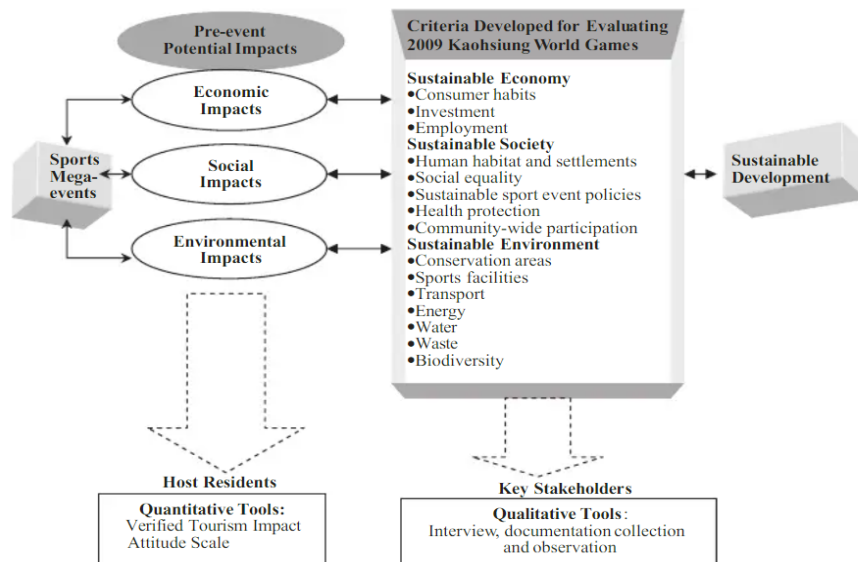 Pre-event
Potential Impacts
Economic
Impacts
Social
Impacts
Environmental
Impacts
Sports
Mega-
events
Criteria Developed for Evaluating
2009 Kaohsiung World Games
Sustainable Economy
•Consumer habits
•Investment
•Employment
Sustainable Society
•Human habitat and settlements
•Social equality
•Sustainable sport event policies
•Health protection
•Community-wide participation
Sustainable Environment
•Conservation areas
•Sports facilities
•Transport
•Energy
•Water
•Waste
•Biodiversity
Sustainable
Development
Host Residents
Quantitative Tools:
Verified Tourism Impact
Attitude Scale
Key Stakeholders
Qualitative Tools:
Interview, documentation collection
and observation